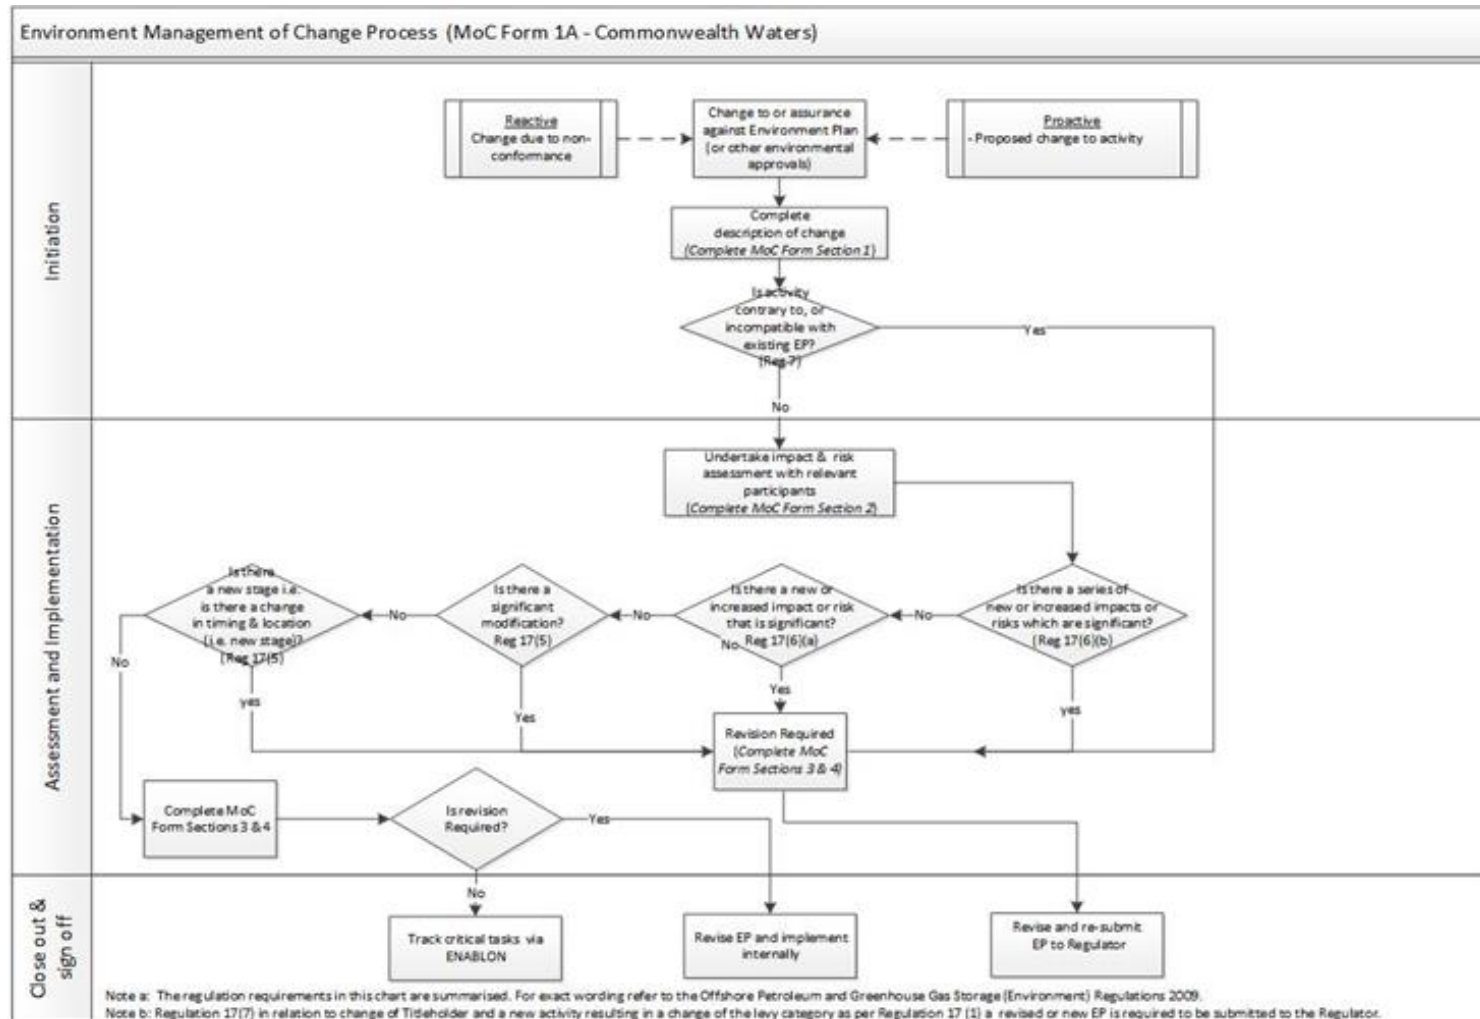 Environment Management of Change Process (MoC Form 1A - Commonwealth Waters)
Initiation
Reactive
Change due to non-
conformance
Change to or assurance
against Environment Plan
(or other environmental
approvals)
Proactive
- Proposed change to activity
Complete
description of change
(Complete MoC Form Section 1)
Is activity
contrary to, or
incompatible with
existing EP?
(Reg 7)
Yes
No
Assessment and Implementation
Undertake impact & risk
assessment with relevant
participants
(Complete MoC Form Section 2)
Is there
a new stage i.e.
is there a change
in timing & location
(i.e. new stage)?
(Reg 17(5)
No
Is there a
significant
modification?
Reg 17(5)
No
Is there a new or
increased impact or risk
that is significant?
Reg 17(6)(a)
No
No
Is there a series of
new or increased impacts or
risks which are significant?
(Reg 17(6)(b)
No
yes
Yes
Yes
yes
Revision Required
(Complete MoC
Form Sections 3 & 4)
Complete MoC
Form Sections 3 & 4
Is revision
Required?
Yes
No
Close out &
sign off
Track critical tasks via
ENABLON
Revise EP and implement
internally
Revise and re-submit
EP to Regulator
Note a: The regulation requirements in this chart are summarised. For exact wording refer to the Offshore Petroleum and Greenhouse Gas Storage (Environment) Regulations 2009.
Note b: Regulation 17(7) in relation to change of Titleholder and a new activity resulting in a change of the levy category as per Regulation 17 (1) a revised or new EP is required to be submitted to the Regulator.